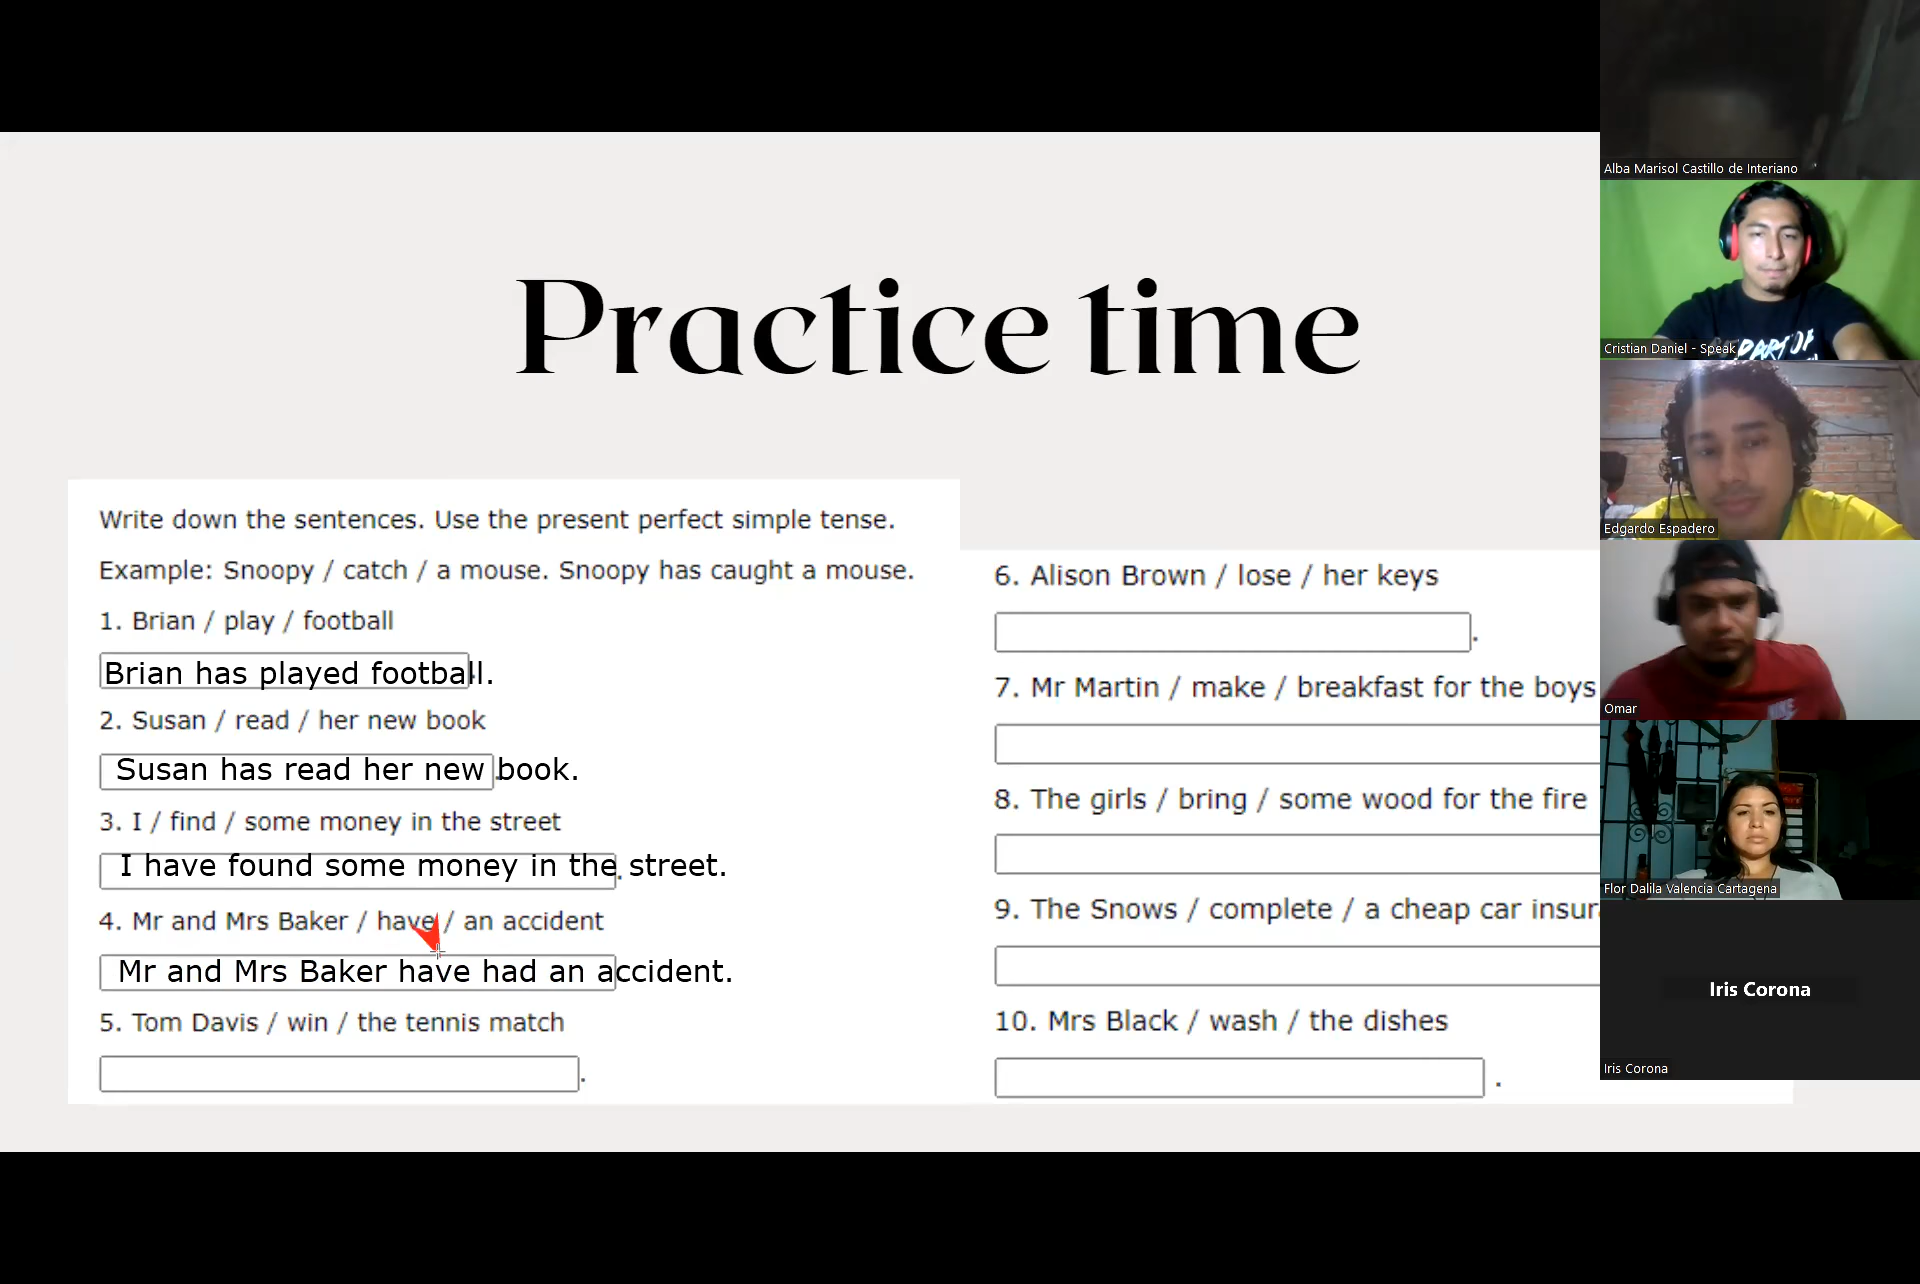 Practice time
Write down the sentences. Use the present perfect simple tense.
Example: Snoopy / catch / a mouse. Snoopy has caught a mouse.
1. Brian / play / football
Brian has played football.
2. Susan / read / her new book
Susan has read her new book.
3. I / find / some money in the street
I have found some money in the street.
4. Mr and Mrs Baker / have / an accident
Mr and Mrs Baker have had an accident.
5. Tom Davis / win / the tennis match
.
6. Alison Brown / lose / her keys
.
7. Mr Martin / make / breakfast for the boys
8. The girls / bring / some wood for the fire
9. The Snows / complete / a cheap car
10. Mrs Black / wash / the dishes
.
Alba Marisol Castillo de Interiano
Cristian Daniel - Speak
Edgardo Espadero
Omar
Flor Dalila Valencia Cartagena
Iris Corona
Iris Corona